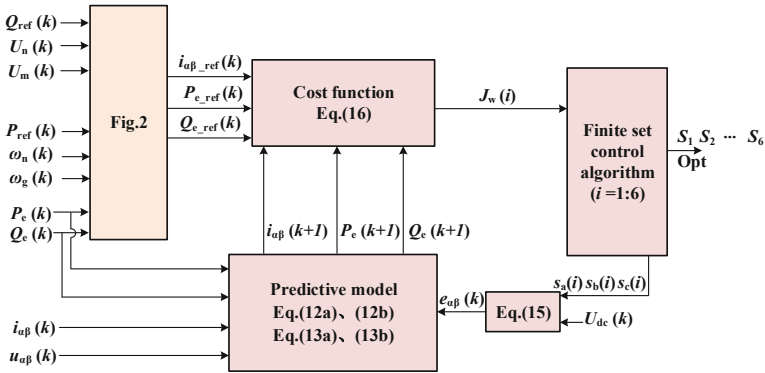 Q_ref(k)
U_n(k)
U_m(k)
P_ref(k)
ω_n(k)
ω_g(k)
P_e(k)
Q_e(k)
Fig.2
i_αβ_ref(k)
P_e_ref(k)
Q_e_ref(k)
Cost function
Eq.(16)
J_w(i)
Finite set
control
algorithm
(i=1:6)
S_1 S_2 ··· S_6
Opt
i_αβ(k+1) P_e(k+1) Q_e(k+1)
s_a(i) s_b(i) s_c(i)
Predictive model
Eq.(12a)、(12b)
Eq.(13a)、(13b)
e_αβ(k)
Eq.(15)
U_dc(k)
i_αβ(k)
u_αβ(k)